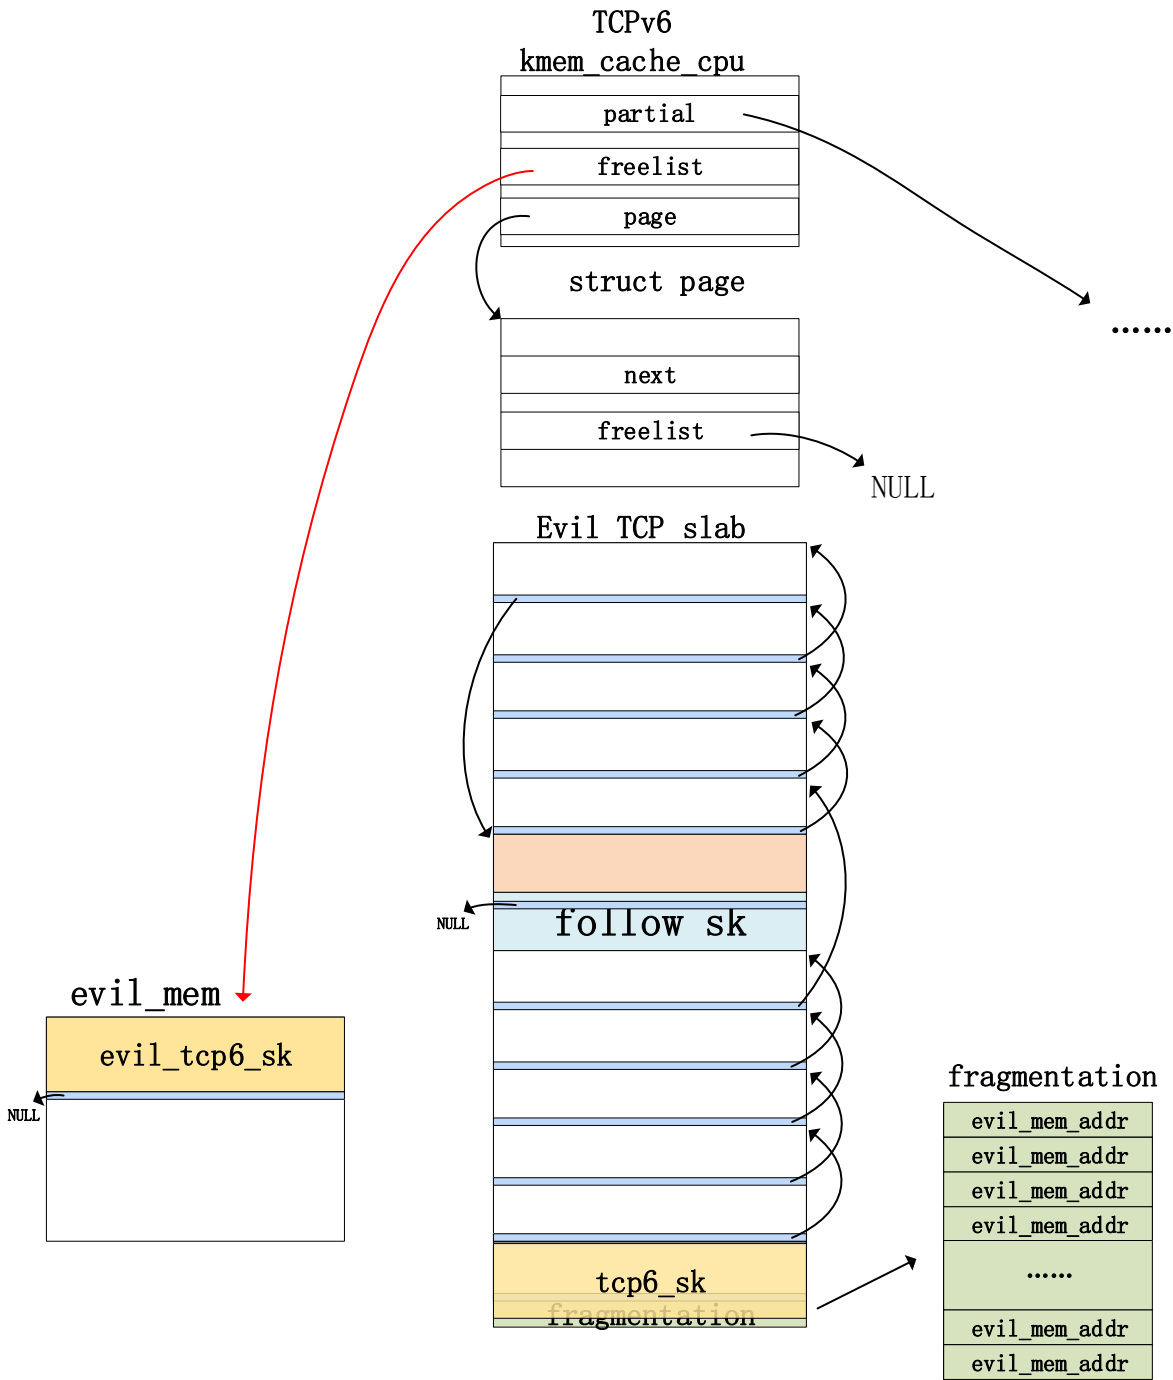 TCPv6
kmem_cache_cpu
partial
freelist
page
struct page
......
next
freelist
NULL
Evil TCP slab
NULL
follow sk
evil_mem
evil_tcp6_sk
NULL
fragmentation
evil_mem_addr
evil_mem_addr
evil_mem_addr
evil_mem_addr
......
evil_mem_addr
evil_mem_addr
tcp6_sk
fragmentation